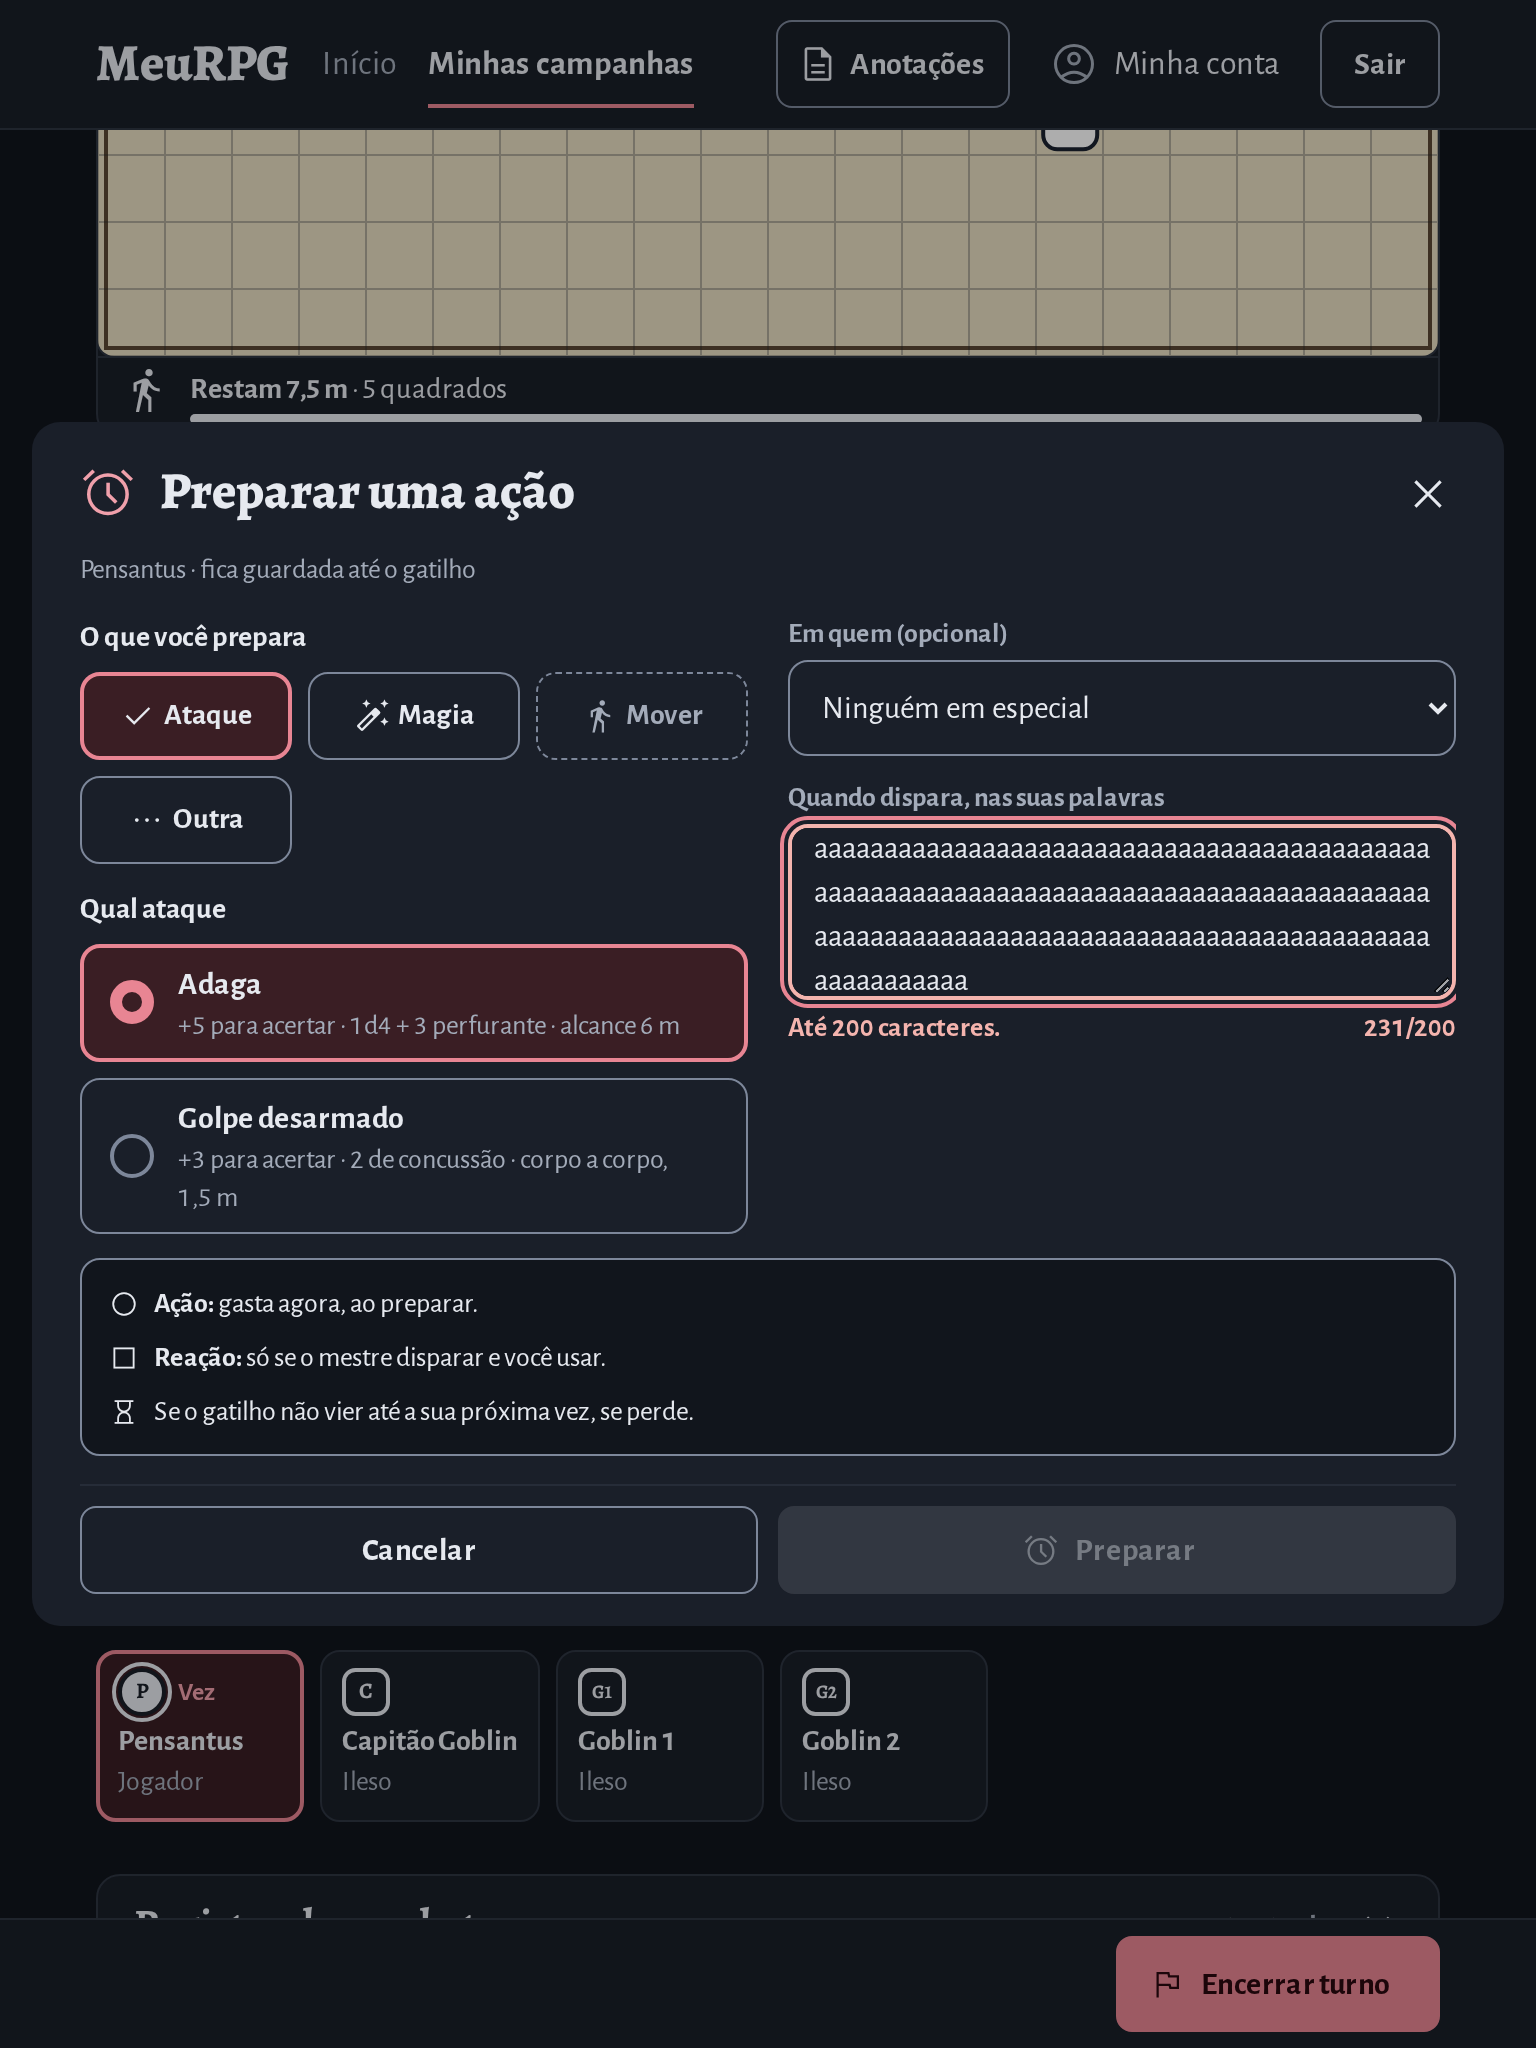 MeuRPG Início Minhas campanhas Anotações Minha conta Sair
Restam 7,5 m · 5 quadrados
Preparar uma ação
Pensantus · fica guardada até o gatilho
O que você prepara
Ataque Magia Mover
Outra
Qual ataque
Adaga
+5 para acertar · 1d4 + 3 perfurante · alcance 6 m
Golpe desarmado
+3 para acertar · 2 de concussão · corpo a corpo,
1,5 m
Em quem (opcional)
Ninguém em especial
Quando dispara, nas suas palavras
aaaaaaaaaaaaaaaaaaaaaaaaaaaaaaaaaaaaaaaaaaaa
aaaaaaaaaaaaaaaaaaaaaaaaaaaaaaaaaaaaaaaaaaaa
aaaaaaaaaaaaaaaaaaaaaaaaaaaaaaaaaaaaaaaaaaaa
aaaaaaaaaaa
Até 200 caracteres. 231/200
Ação: gasta agora, ao preparar.
Reação: só se o mestre disparar e você usar.
Se o gatilho não vier até a sua próxima vez, se perde.
Cancelar Preparar
P Vez
Pensantus
Jogador
C
Capitão Goblin
Ileso
G1
Goblin 1
Ileso
G2
Goblin 2
Ileso
Encerrar turno